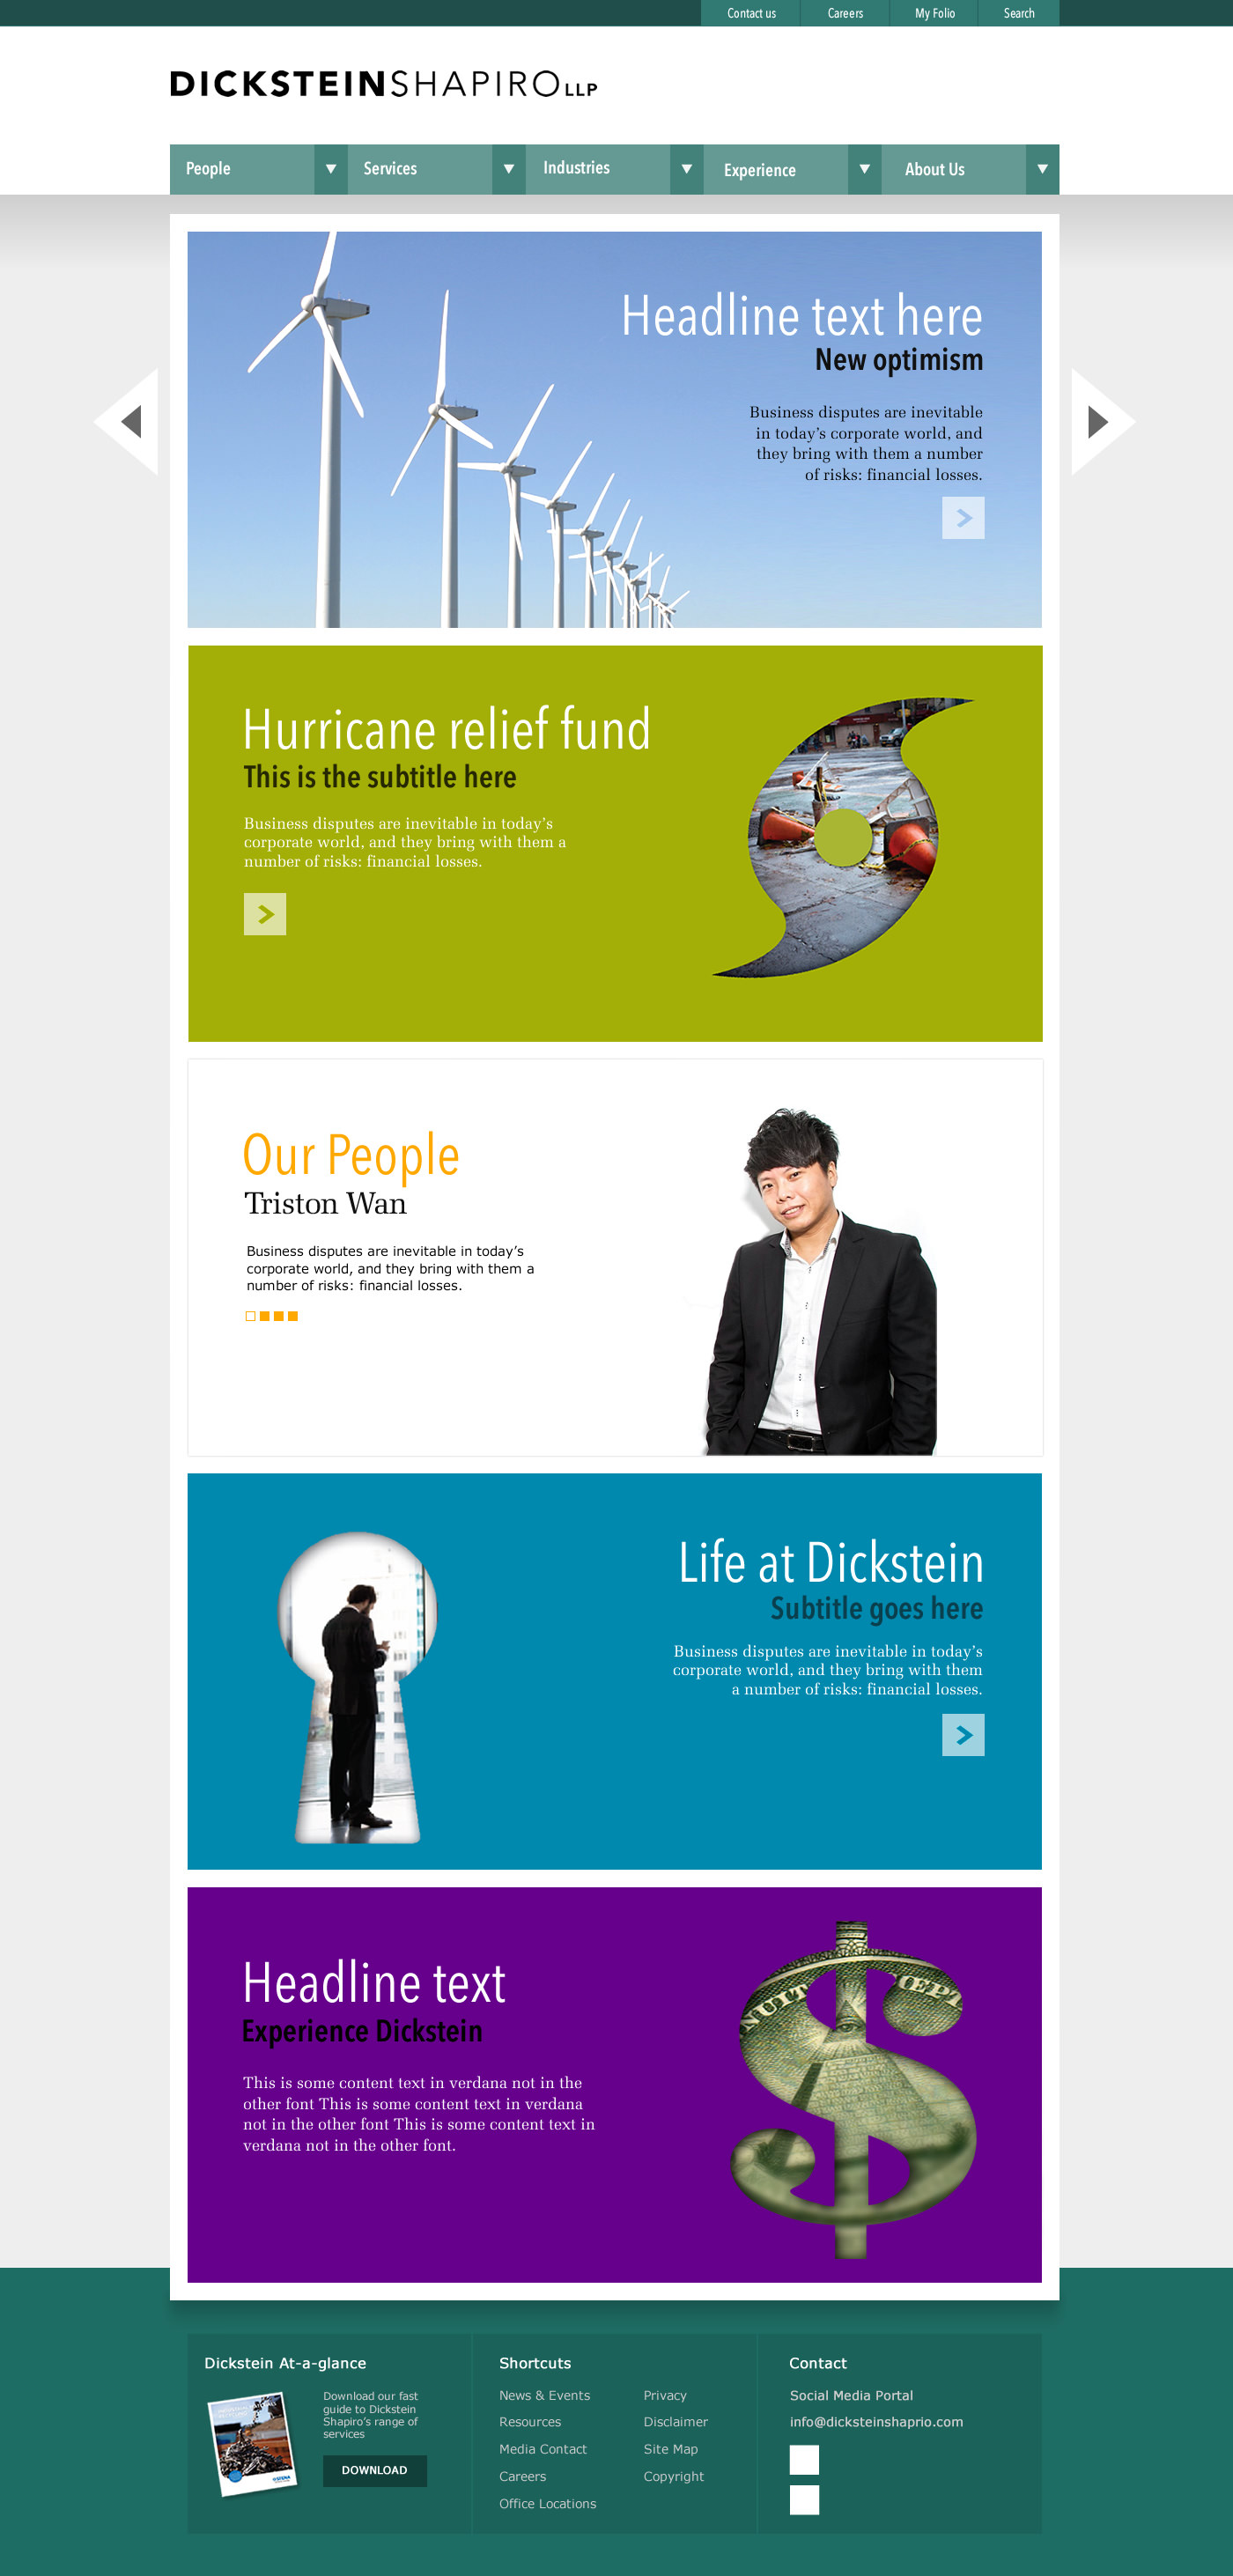 Contact us
Careers
My Folio
Search
DICKSTEINSHAPIRO LLP
People
Services
Industries
Experience
About Us
Headline text here
New optimism
Business disputes are inevitable
in today's corporate world, and
they bring with them a number
of risks: financial losses.
Hurricane relief fund
This is the subtitle here
Business disputes are inevitable in today's
corporate world, and they bring with them a
number of risks: financial losses.
Our People
Triston Wan
Business disputes are inevitable in today's
corporate world, and they bring with them a
number of risks: financial losses.
Life at Dickstein
Subtitle goes here
Business disputes are inevitable in today's
corporate world, and they bring with them
a number of risks: financial losses.
Headline text
Experience Dickstein
This is some content text in verdana not in the
other font This is some content text in verdana
not in the other font This is some content text in
verdana not in the other font.
NUIT
CŒPT
Dickstein At-a-glance
Download our fast
guide to Dickstein
Shapiro's range of
services
DOWNLOAD
Shortcuts
News & Events
Resources
Media Contact
Careers
Office Locations
Privacy
Disclaimer
Site Map
Copyright
Contact
Social Media Portal
info@dicksteinshaprio.com